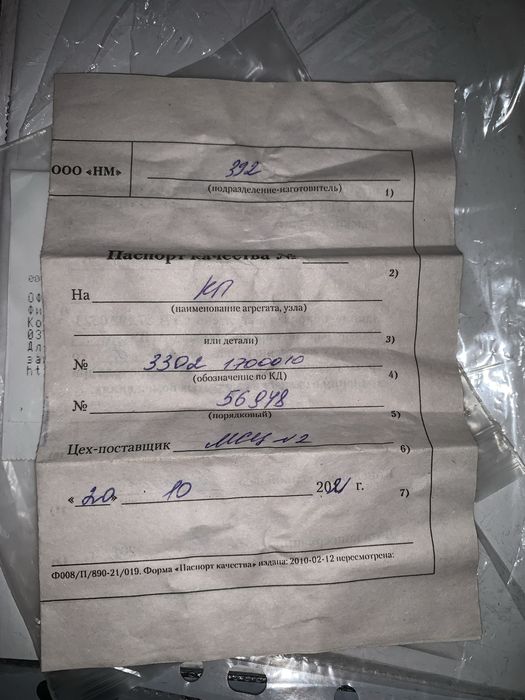 ООО «НМ»
392
(подразделение-изготовитель) 1)
Паспорт качества №
2)
На КП
(наименование агрегата, узла)
или детали) 3)
№ 3302 1700010
(обозначение по КД) 4)
№ 56948
(порядковый) 5)
Цех-поставщик МСЦ №2 6)
« 20 » 10 2021 г. 7)
Ф008/П/890-21/019. Форма «Паспорт качества» издана: 2010-02-12 пересмотрена: